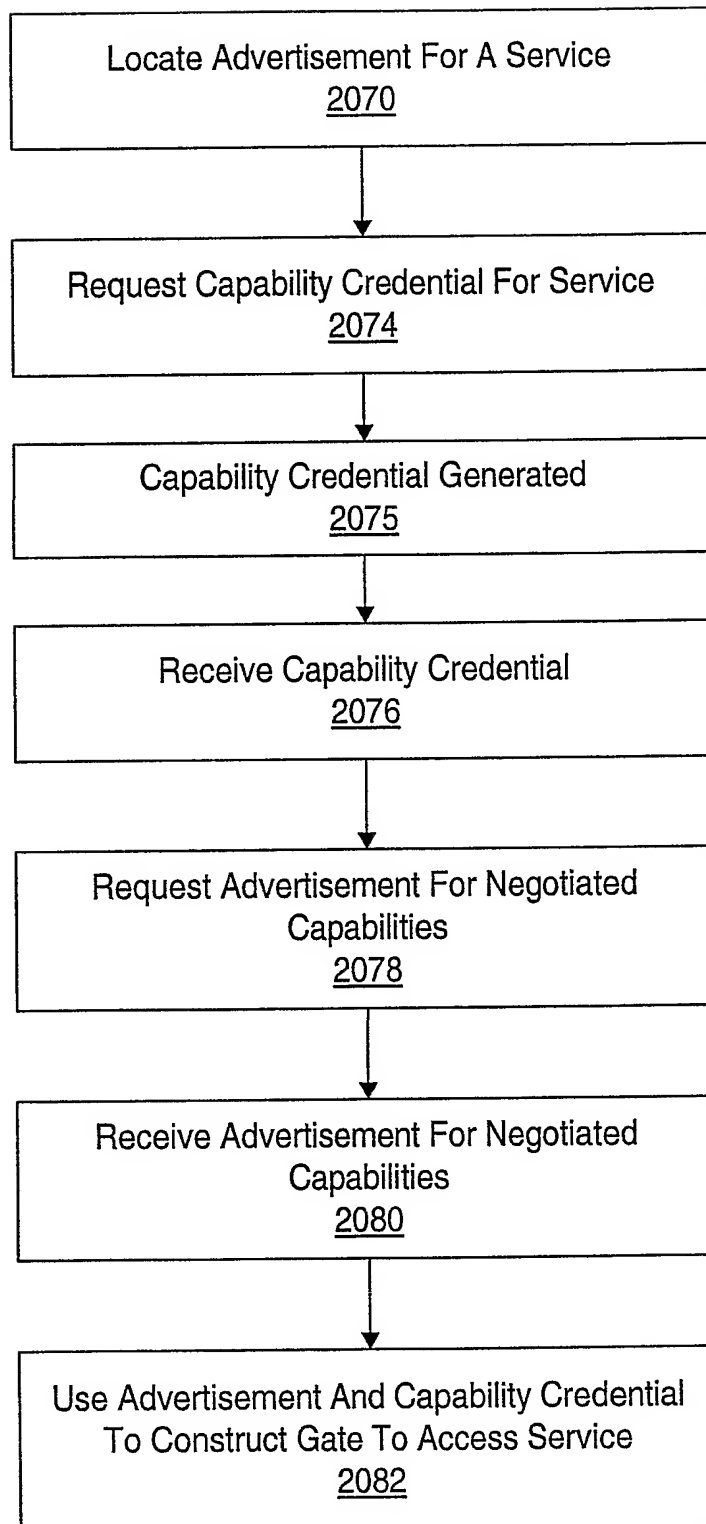 Locate Advertisement For A Service
2070
Request Capability Credential For Service
2074
Capability Credential Generated
2075
Receive Capability Credential
2076
Request Advertisement For Negotiated
Capabilities
2078
Receive Advertisement For Negotiated
Capabilities
2080
Use Advertisement And Capability Credential
To Construct Gate To Access Service
2082